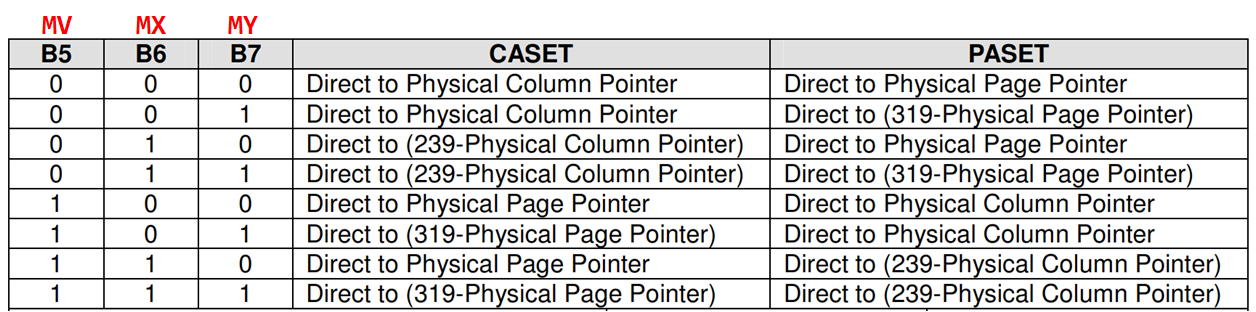 MV MX MY
B5 B6 B7 CASET PASET
0 0 0 Direct to Physical Column Pointer Direct to Physical Page Pointer
0 0 1 Direct to Physical Column Pointer Direct to (319-Physical Page Pointer)
0 1 0 Direct to (239-Physical Column Pointer) Direct to Physical Page Pointer
0 1 1 Direct to (239-Physical Column Pointer) Direct to (319-Physical Page Pointer)
1 0 0 Direct to Physical Page Pointer Direct to Physical Column Pointer
1 0 1 Direct to (319-Physical Page Pointer) Direct to Physical Column Pointer
1 1 0 Direct to Physical Page Pointer Direct to (239-Physical Column Pointer)
1 1 1 Direct to (319-Physical Page Pointer) Direct to (239-Physical Column Pointer)